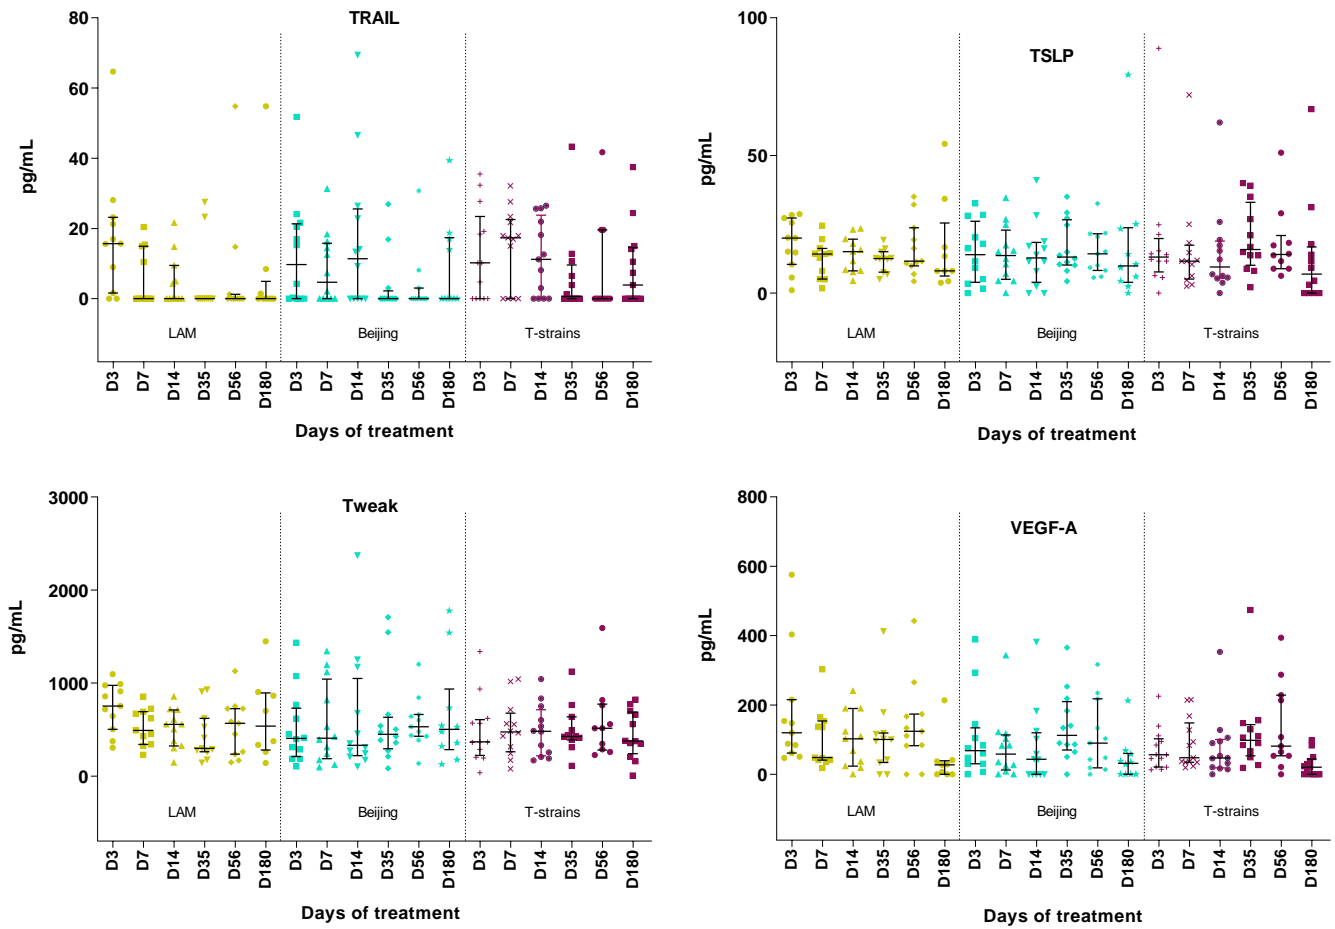 TRAIL
80
60
40
20
0
pg/mL
LAM Beijing T-strains
D3 D7 D14 D35 D56 D180 D3 D7 D14 D35 D56 D180 D3 D7 D14 D35 D56 D180
Days of treatment
TSLP
100
50
0
pg/mL
LAM Beijing T-strains
D3 D7 D14 D35 D56 D180 D3 D7 D14 D35 D56 D180 D3 D7 D14 D35 D56 D180
Days of treatment
Tweak
3000
2000
1000
0
pg/mL
LAM Beijing T-strains
D3 D7 D14 D35 D56 D180 D3 D7 D14 D35 D56 D180 D3 D7 D14 D35 D56 D180
Days of treatment
VEGF-A
800
600
400
200
0
pg/mL
LAM Beijing T-strains
D3 D7 D14 D35 D56 D180 D3 D7 D14 D35 D56 D180 D3 D7 D14 D35 D56 D180
Days of treatment